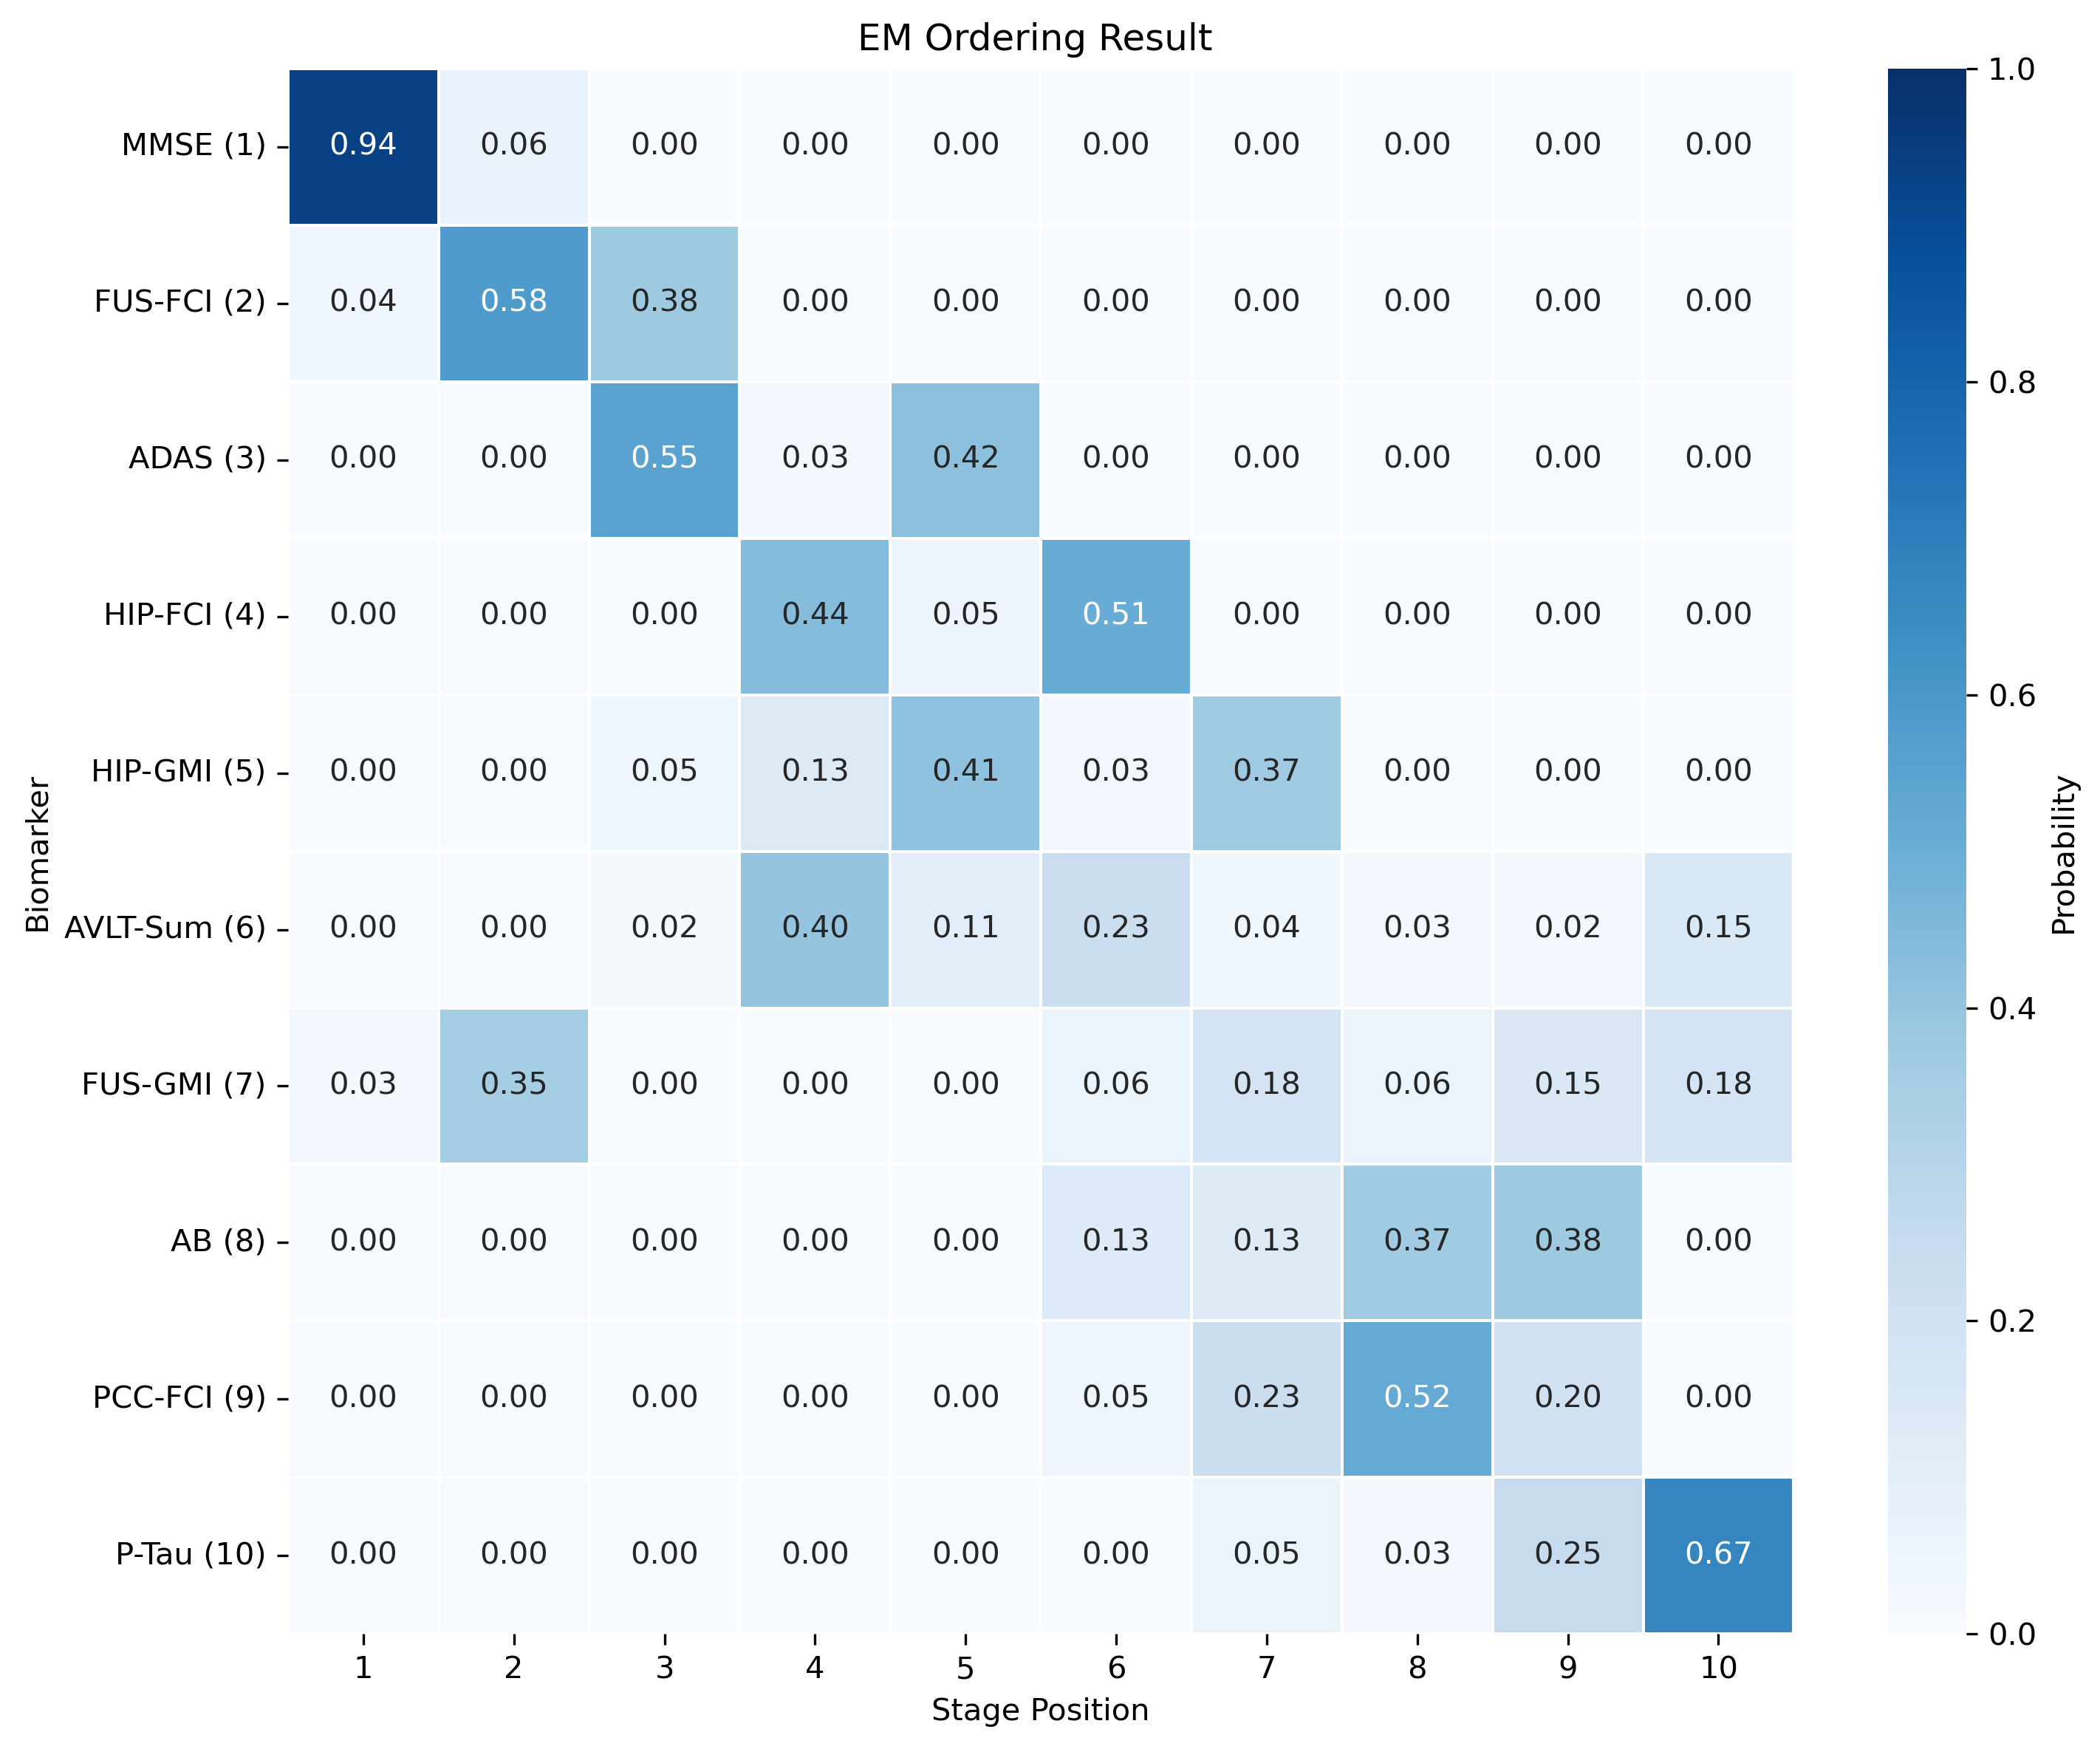 EM Ordering Result
MMSE (1) 0.94 0.06 0.00 0.00 0.00 0.00 0.00 0.00 0.00 0.00
FUS-FCI (2) 0.04 0.58 0.38 0.00 0.00 0.00 0.00 0.00 0.00 0.00
ADAS (3) 0.00 0.00 0.55 0.03 0.42 0.00 0.00 0.00 0.00 0.00
HIP-FCI (4) 0.00 0.00 0.00 0.44 0.05 0.51 0.00 0.00 0.00 0.00
HIP-GMI (5) 0.00 0.00 0.05 0.13 0.41 0.03 0.37 0.00 0.00 0.00
AVLT-Sum (6) 0.00 0.00 0.02 0.40 0.11 0.23 0.04 0.03 0.02 0.15
FUS-GMI (7) 0.03 0.35 0.00 0.00 0.00 0.06 0.18 0.06 0.15 0.18
AB (8) 0.00 0.00 0.00 0.00 0.00 0.13 0.13 0.37 0.38 0.00
PCC-FCI (9) 0.00 0.00 0.00 0.00 0.00 0.05 0.23 0.52 0.20 0.00
P-Tau (10) 0.00 0.00 0.00 0.00 0.00 0.00 0.05 0.03 0.25 0.67
1 2 3 4 5 6 7 8 9 10
Stage Position
Biomarker
1.0
0.8
0.6
0.4
0.2
0.0
Probability